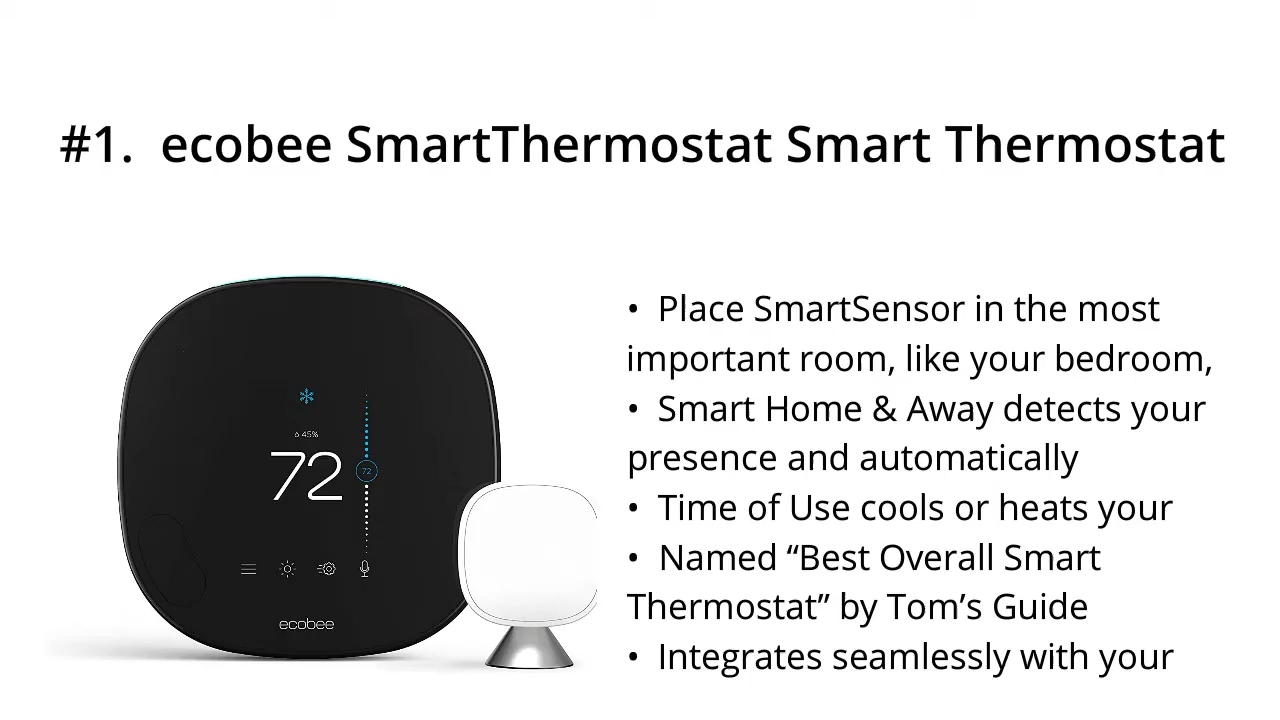 #1.  ecobee SmartThermostat Smart Thermostat
45%
72
72
ecobee
•  Place SmartSensor in the most
important room, like your bedroom,
•  Smart Home & Away detects your
presence and automatically
•  Time of Use cools or heats your
•  Named “Best Overall Smart
Thermostat” by Tom’s Guide
•  Integrates seamlessly with your